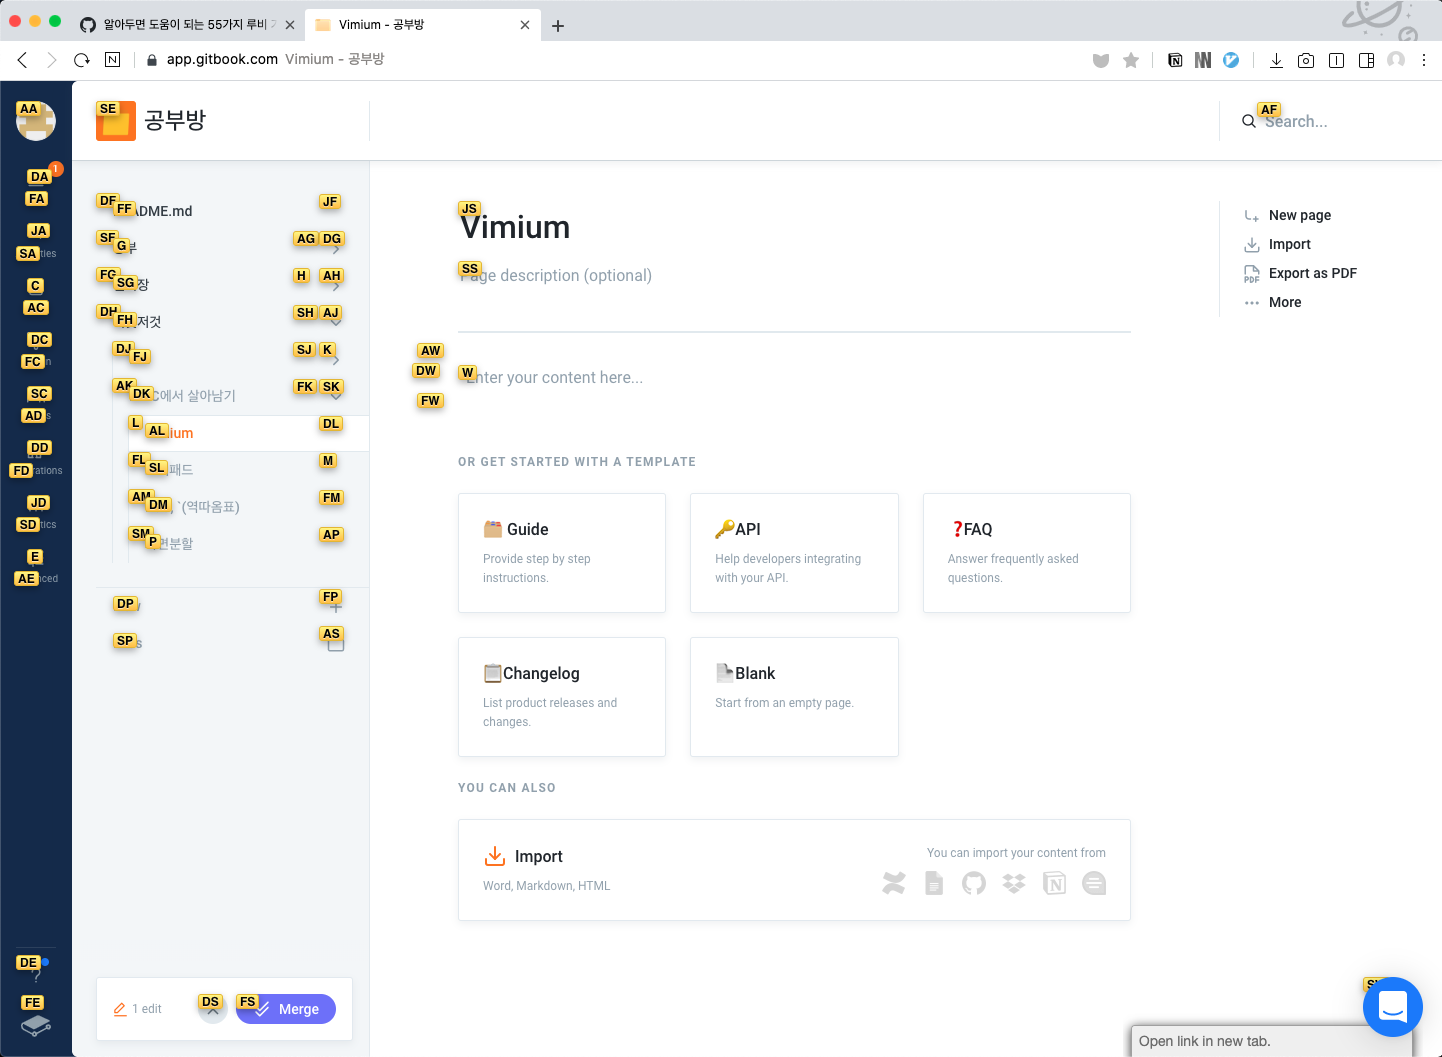 알아두면 도움이 되는 55가지 루비
Vimium - 공부방
app.gitbook.com Vimium - 공부방
AA
SE
공부방
AF
Search...
1
DA
FA
JA
SA ties
C
AC
DC
FC
SC
AD
DD
FD rations
JD
SD tics
E
AE ced
DE
FE
DF FF ADME.md JF
SF G 부 AG DG
FG SG 장 H AH
DH FH 저것 SH AJ
DJ FJ SJ K
AK DK C에서 살아남기 FK SK
L AL ium DL
FL SL 패드 M
AM DM `(역따옴표) FM
SM P 면분할 AP
DP FP
SP s AS
1 edit
DS
FS
Merge
JS
Vimium
SS
Page description (optional)
AW
DW
FW
W
Enter your content here...
OR GET STARTED WITH A TEMPLATE
Guide
Provide step by step
instructions.
API
Help developers integrating
with your API.
FAQ
Answer frequently asked
questions.
Changelog
List product releases and
changes.
Blank
Start from an empty page.
YOU CAN ALSO
Import
Word, Markdown, HTML
You can import your content from
New page
Import
PDF
Export as PDF
More
Open link in new tab.